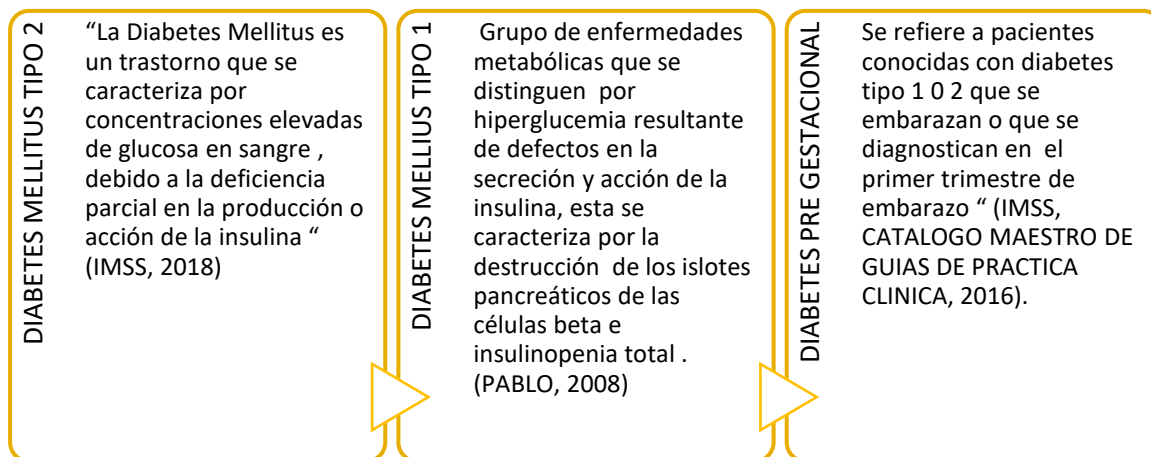 DIABETES MELLITUS TIPO 2
“La Diabetes Mellitus es
un trastorno que se
caracteriza por
concentraciones elevadas
de glucosa en sangre ,
debido a la deficiencia
parcial en la producción o
acción de la insulina “
(IMSS, 2018)
DIABETES MELLIUS TIPO 1
Grupo de enfermedades
metabólicas que se
distinguen por
hiperglucemia resultante
de defectos en la
secreción y acción de la
insulina, esta se
caracteriza por la
destrucción de los islotes
pancreáticos de las
células beta e
insulinopenia total .
(PABLO, 2008)
DIABETES PRE GESTACIONAL
Se refiere a pacientes
conocidas con diabetes
tipo 1 0 2 que se
embarazan o que se
diagnostican en el
primer trimestre de
embarazo “ (IMSS,
CATALOGO MAESTRO DE
GUIAS DE PRACTICA
CLINICA, 2016).